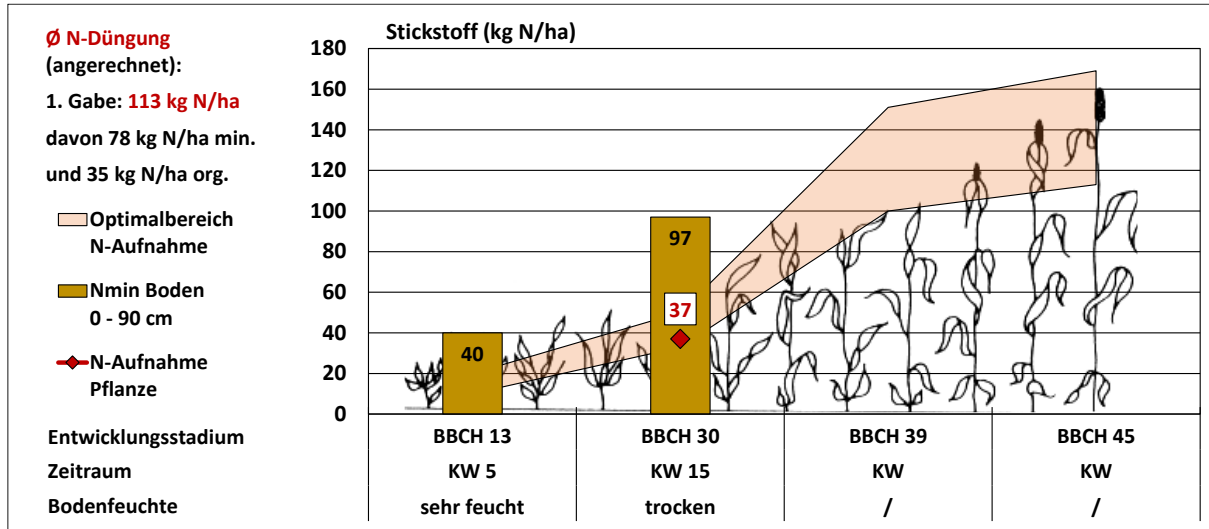 Ø N-Düngung
(angerechnet):
1. Gabe: 113 kg N/ha
davon 78 kg N/ha min.
und 35 kg N/ha org.
Optimalbereich
N-Aufnahme
Nmin Boden
0 - 90 cm
N-Aufnahme
Pflanze
Stickstoff (kg N/ha)
180
160
140
120
100
80
60
40
20
0
40
97
37
Entwicklungsstadium BBCH 13 BBCH 30 BBCH 39 BBCH 45
Zeitraum KW 5 KW 15 KW KW
Bodenfeuchte sehr feucht trocken / /